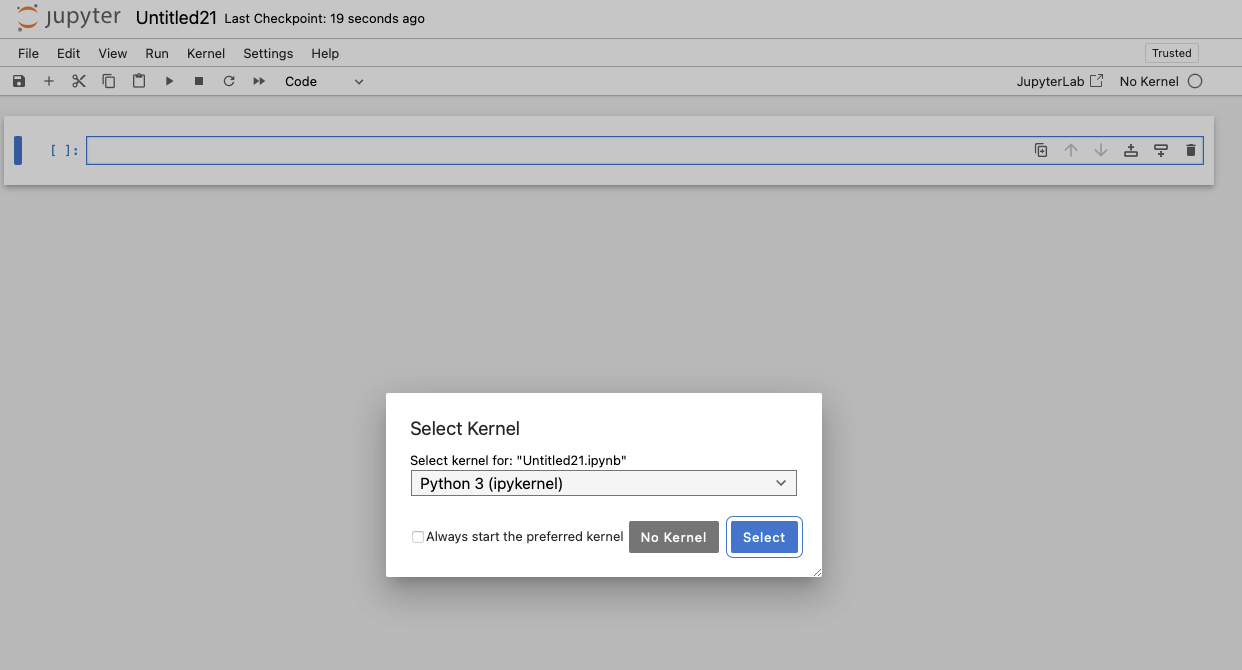 jupyter Untitled21 Last Checkpoint: 19 seconds ago
File Edit View Run Kernel Settings Help Trusted
Code JupyterLab No Kernel
[ ]:
Select Kernel
Select kernel for: "Untitled21.ipynb"
Python 3 (ipykernel)
Always start the preferred kernel No Kernel Select